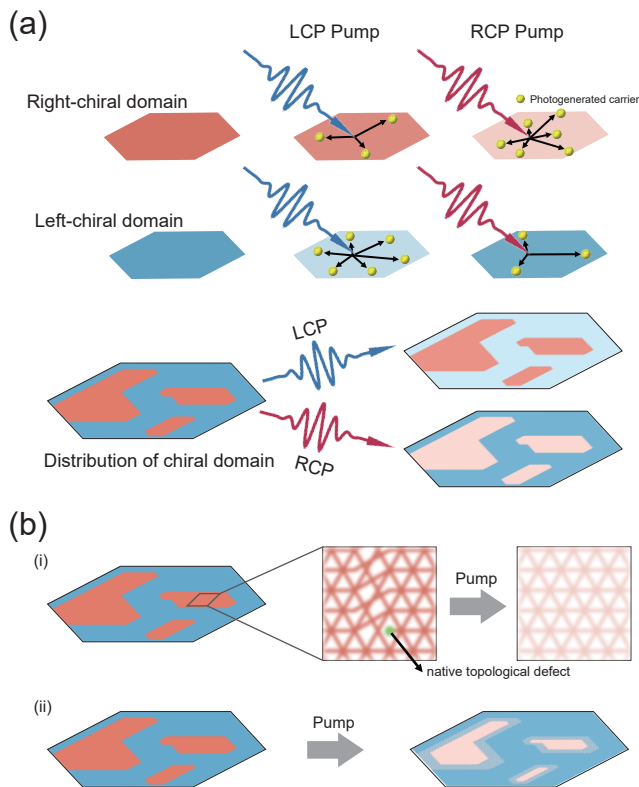 (a)
LCP Pump
RCP Pump
Photogenerated carrier
Right-chiral domain
Left-chiral domain
LCP
RCP
Distribution of chiral domain
(b)
(i)
Pump
native topological defect
(ii)
Pump